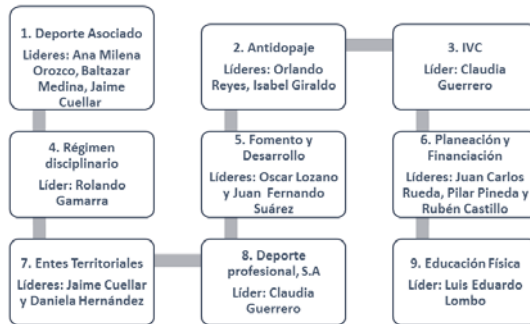 1. Deporte Asociado
Lideres: Ana Milena
Orozco, Baltazar
Medina, Jaime
Cuellar
2. Antidopaje
Líderes: Orlando
Reyes, Isabel Giraldo
3. IVC
Líder: Claudia
Guerrero
4. Régimen
disciplinario
Líder: Rolando
Gamarra
5. Fomento y
Desarrollo
Líderes: Oscar Lozano
y Juan Fernando
Suárez
6. Planeación y
Financiación
Líderes: Juan Carlos
Rueda, Pilar Pineda y
Rubén Castillo
7. Entes Territoriales
Líderes: Jaime Cuellar
y Daniela Hernández
8. Deporte
profesional, S.A
Líder: Claudia
Guerrero
9. Educación Física
Líder: Luis Eduardo
Lombo